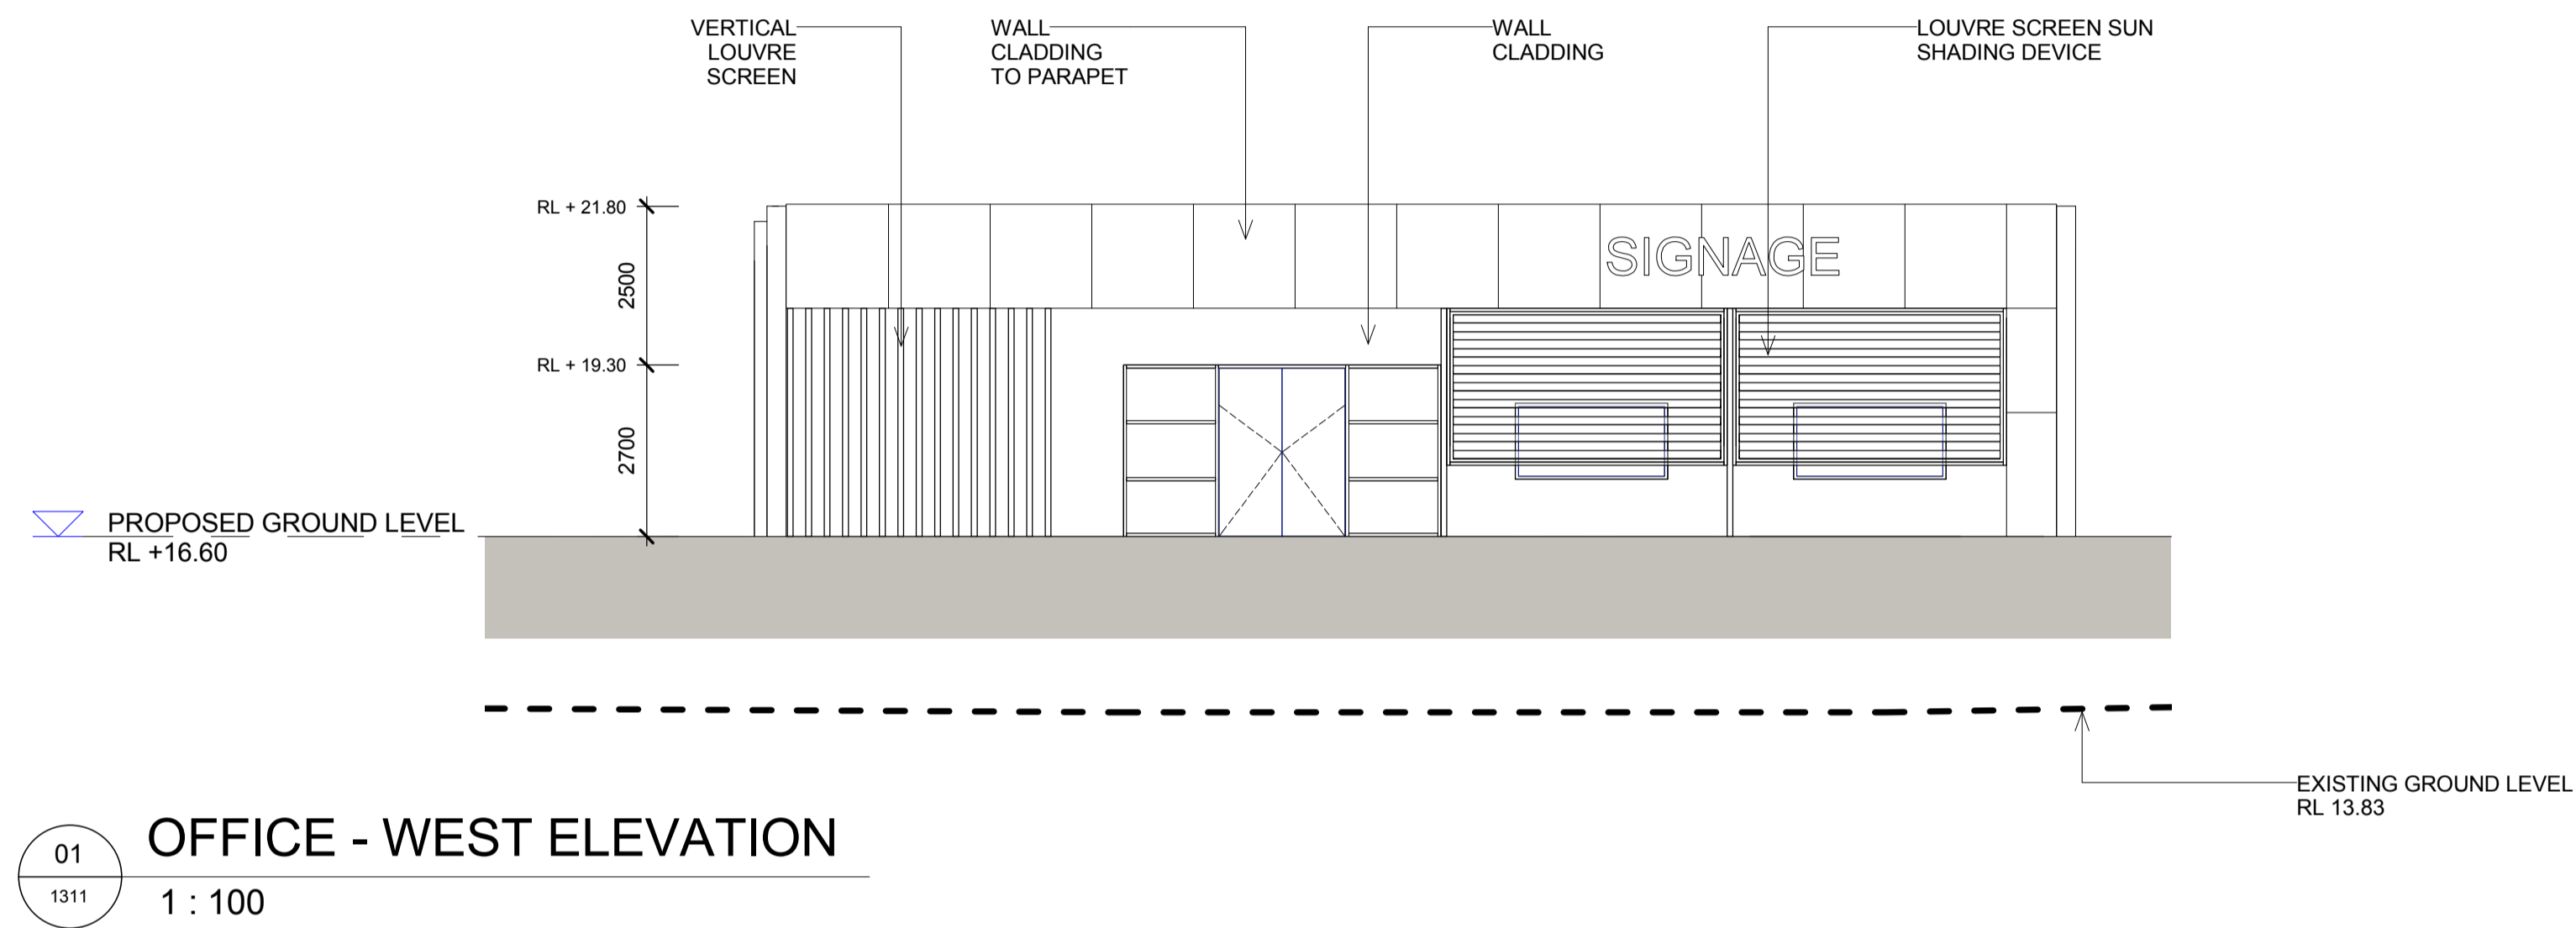 VERTICAL
LOUVRE
SCREEN
WALL
CLADDING
TO PARAPET
WALL
CLADDING
LOUVRE SCREEN SUN
SHADING DEVICE
RL + 21.80
SIGNAGE
2500
RL + 19.30
2700
PROPOSED GROUND LEVEL
RL +16.60
EXISTING GROUND LEVEL
RL 13.83
01
1311
OFFICE - WEST ELEVATION
1 : 100